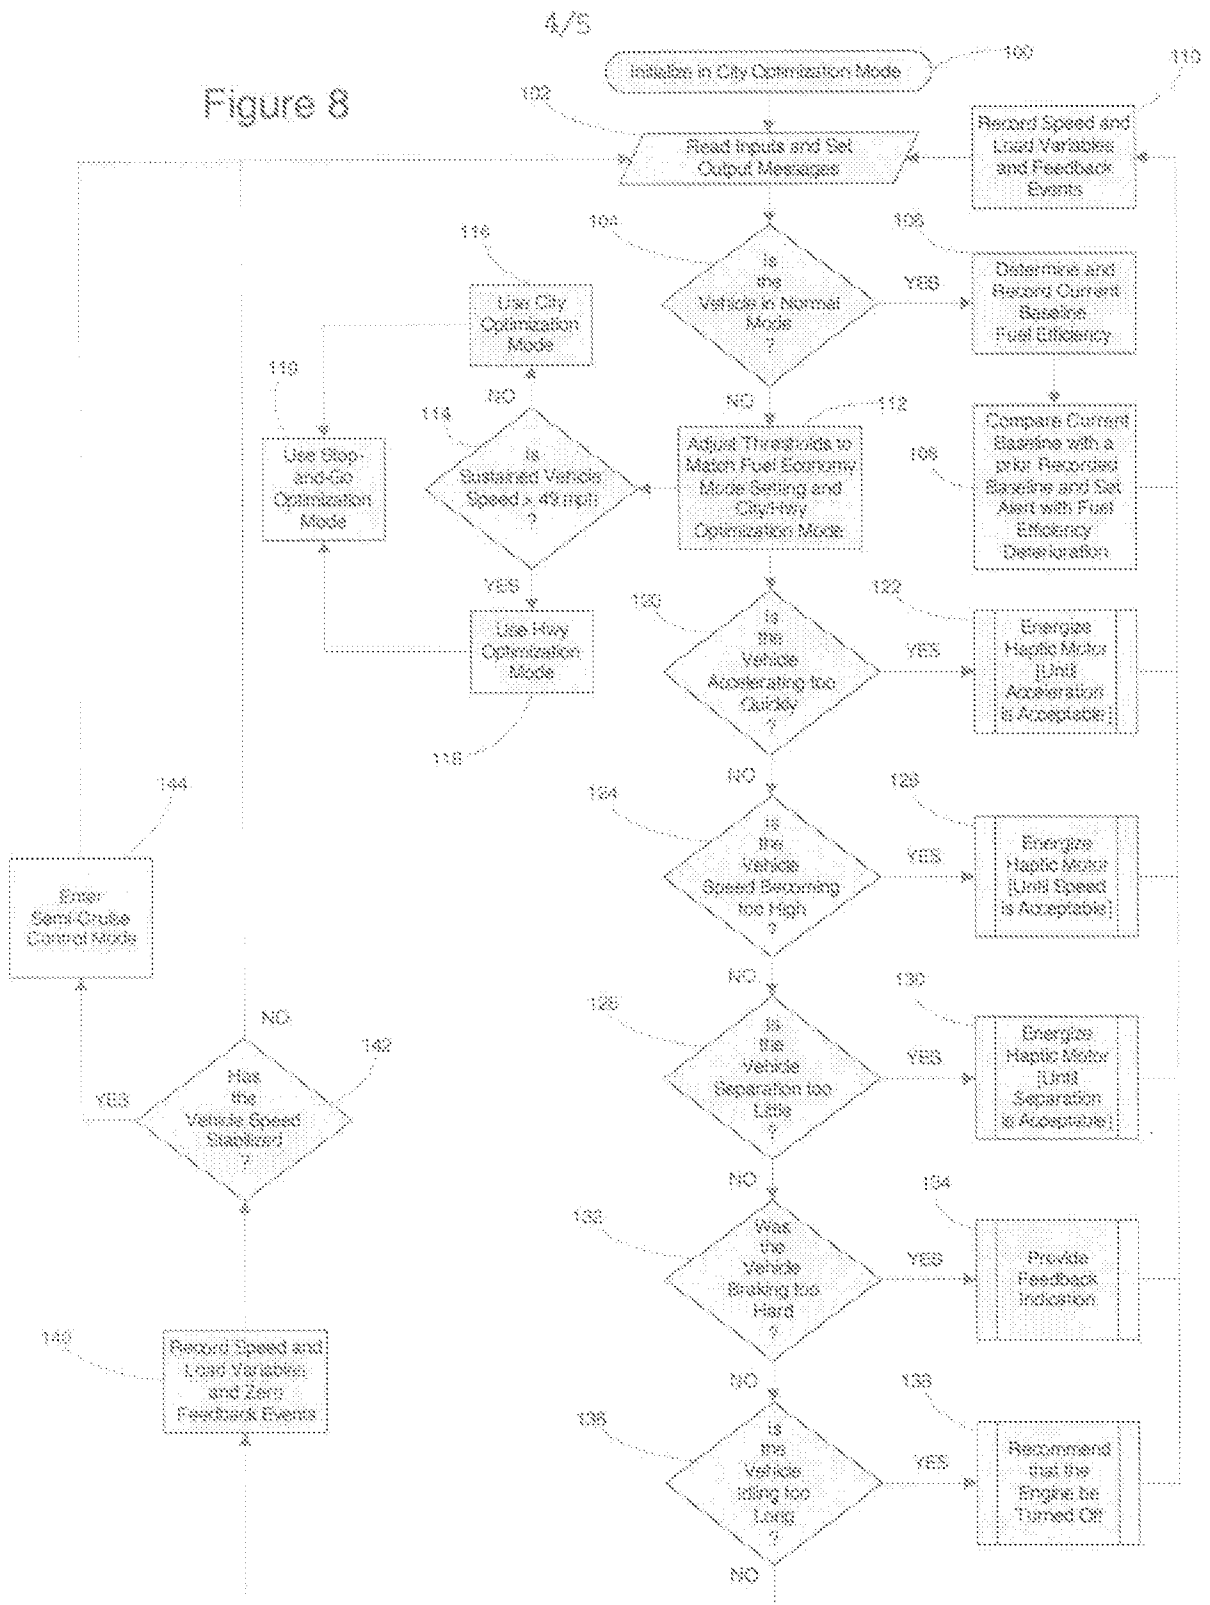 4/5
Figure 8
Initialize in City Optimization Mode
100
102
Read Inputs and Set
Output Messages
110
Record Speed and
Load Variables
and Feedback
Events
104
Is
the
Vehicle in Normal
Mode
?
YES
106
Determine and
Record Current
Baseline
Fuel Efficiency
NO
108
Compare Current
Baseline with a
prior Recorded
Baseline and Set
Alert with Fuel
Efficiency
Deterioration
112
Adjust Thresholds to
Match Fuel Economy
Mode Setting and
City/Hwy
Optimization Mode
114
Is
Sustained Vehicle
Speed > 49 mph
?
NO
116
Use City
Optimization
Mode
YES
Use Hwy
Optimization
Mode
118
119
Use Stop-
and-Go
Optimization
Mode
120
Is
the
Vehicle
Accelerating too
Quickly
?
YES
122
Energize
Haptic Motor
[Until
Acceleration
is Acceptable]
NO
124
Is
the
Vehicle
Speed Becoming
too High
?
YES
126
Energize
Haptic Motor
[Until Speed
is Acceptable]
NO
128
Is
the
Vehicle
Separation too
Little
?
YES
130
Energize
Haptic Motor
[Until
Separation
is Acceptable]
NO
132
Was
the
Vehicle
Braking too
Hard
?
YES
134
Provide
Feedback
Indication
NO
136
Is
the
Vehicle
Idling too
Long
?
YES
138
Recommend
that the
Engine be
Turned Off
NO
140
Record Speed and
Load Variables
and Zero
Feedback Events
142
Has
the
Vehicle Speed
Stabilized
?
NO
YES
144
Enter
Semi-Cruise
Control Mode